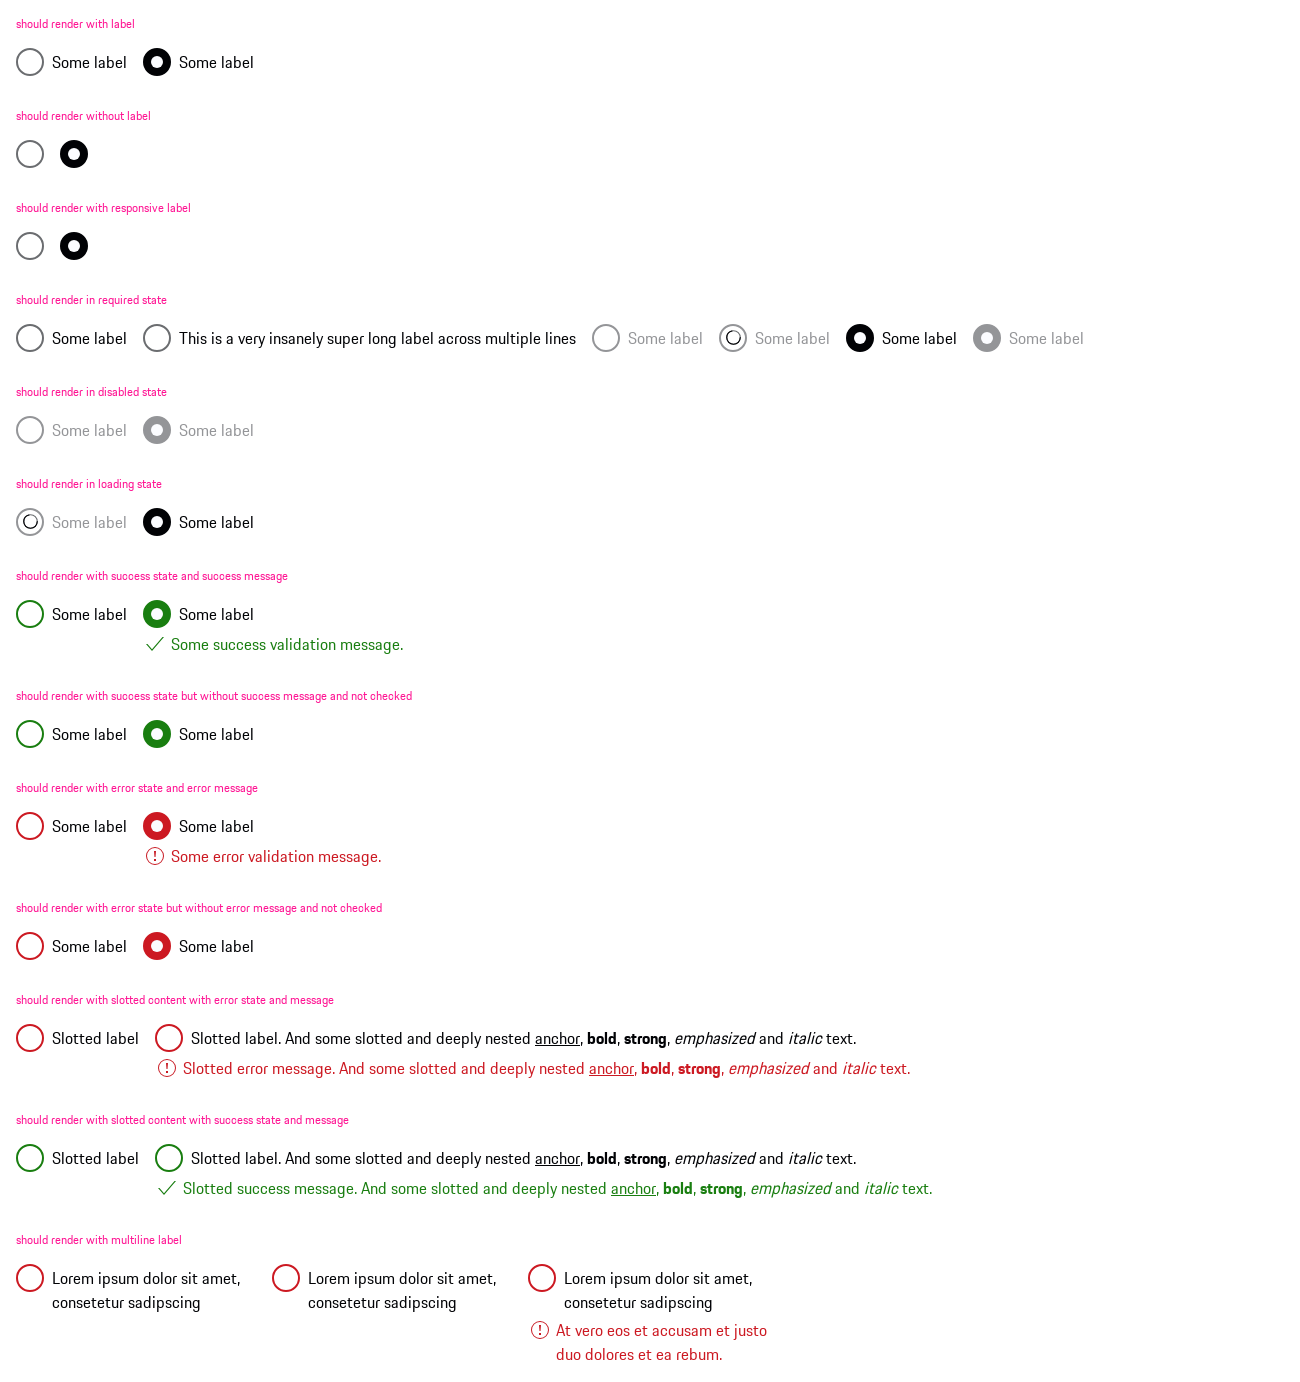 should render with label
Some label Some label
should render without label
should render with responsive label
should render in required state
Some label This is a very insanely super long label across multiple lines Some label Some label Some label Some label
should render in disabled state
Some label Some label
should render in loading state
Some label Some label
should render with success state and success message
Some label Some label
Some success validation message.
should render with success state but without success message and not checked
Some label Some label
should render with error state and error message
Some label Some label
Some error validation message.
should render with error state but without error message and not checked
Some label Some label
should render with slotted content with error state and message
Slotted label Slotted label. And some slotted and deeply nested anchor, bold, strong, emphasized and italic text.
Slotted error message. And some slotted and deeply nested anchor, bold, strong, emphasized and italic text.
should render with slotted content with success state and message
Slotted label Slotted label. And some slotted and deeply nested anchor, bold, strong, emphasized and italic text.
Slotted success message. And some slotted and deeply nested anchor, bold, strong, emphasized and italic text.
should render with multiline label
Lorem ipsum dolor sit amet,
consetetur sadipscing
Lorem ipsum dolor sit amet,
consetetur sadipscing
Lorem ipsum dolor sit amet,
consetetur sadipscing
At vero eos et accusam et justo
duo dolores et ea rebum.